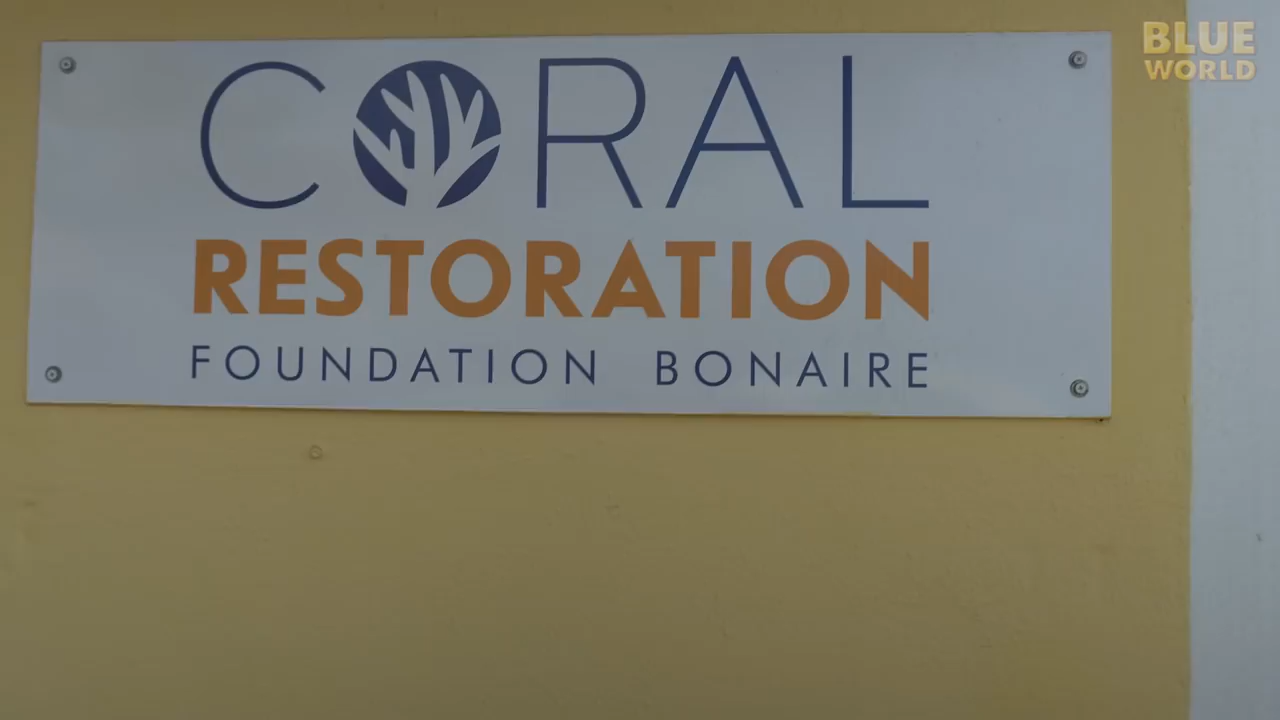 CORAL
RESTORATION
FOUNDATION BONAIRE
BLUE
WORLD